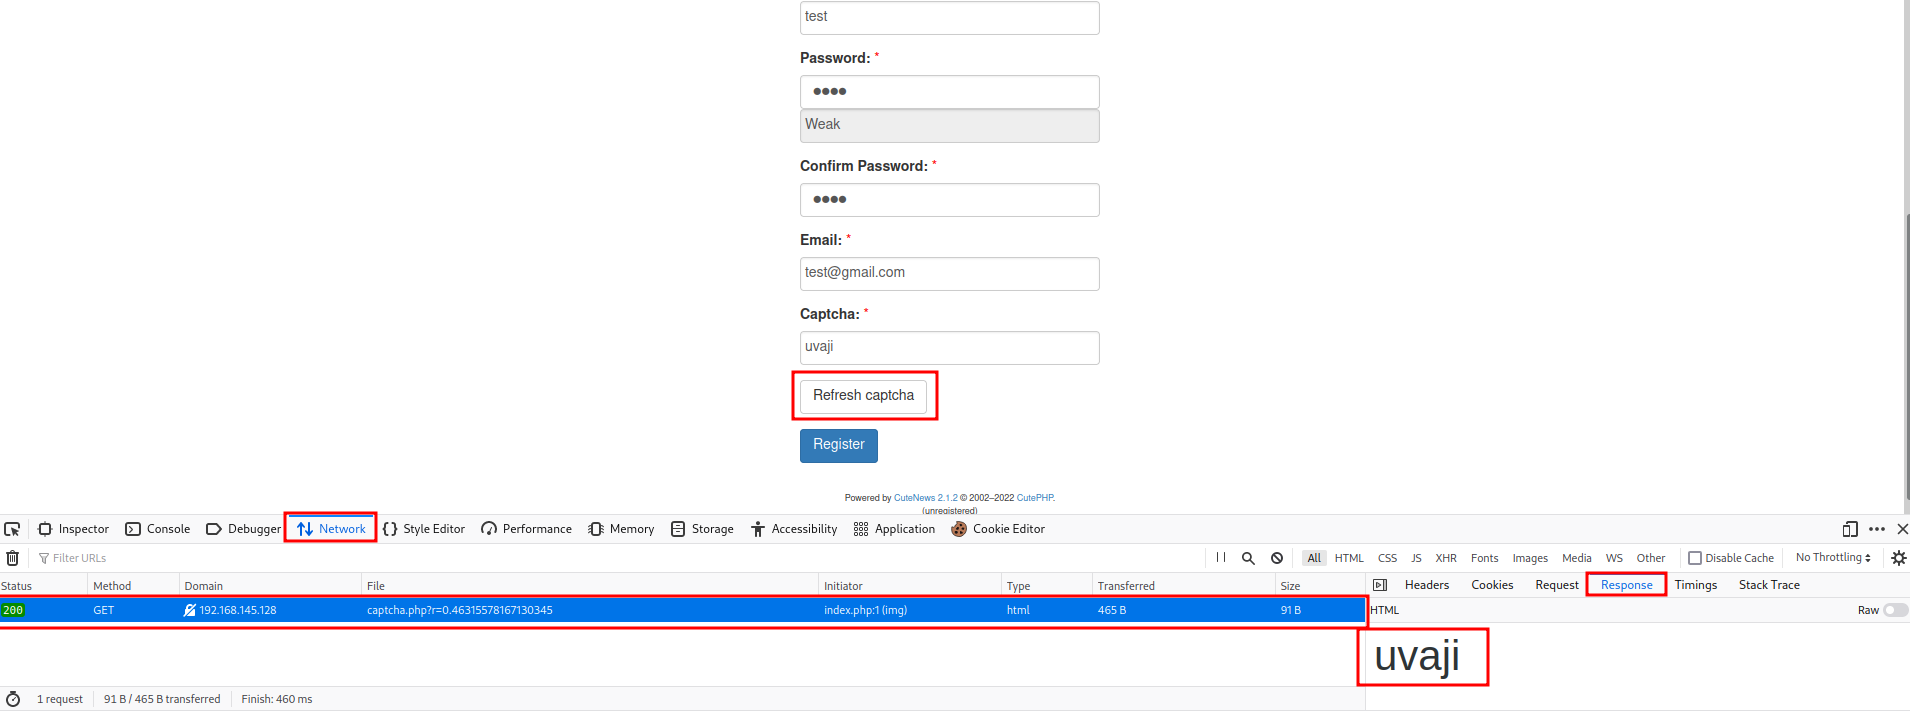 test
Password: *
●●●●
Weak
Confirm Password: *
●●●●
Email: *
test@gmail.com
Captcha: *
uvaji
Refresh captcha
Register
Powered by CuteNews 2.1.2 © 2002–2022 CutePHP.
(unregistered)
Inspector Console Debugger Network Style Editor Performance Memory Storage Accessibility Application Cookie Editor
Filter URLs All HTML CSS JS XHR Fonts Images Media WS Other Disable Cache No Throttling
Status Method Domain File Initiator Type Transferred Size Headers Cookies Request Response Timings Stack Trace
200 GET 192.168.145.128 captcha.php?r=0.46315578167130345 index.php:1 (img) html 465 B 91 B HTML Raw
uvaji
1 request 91 B / 465 B transferred Finish: 460 ms